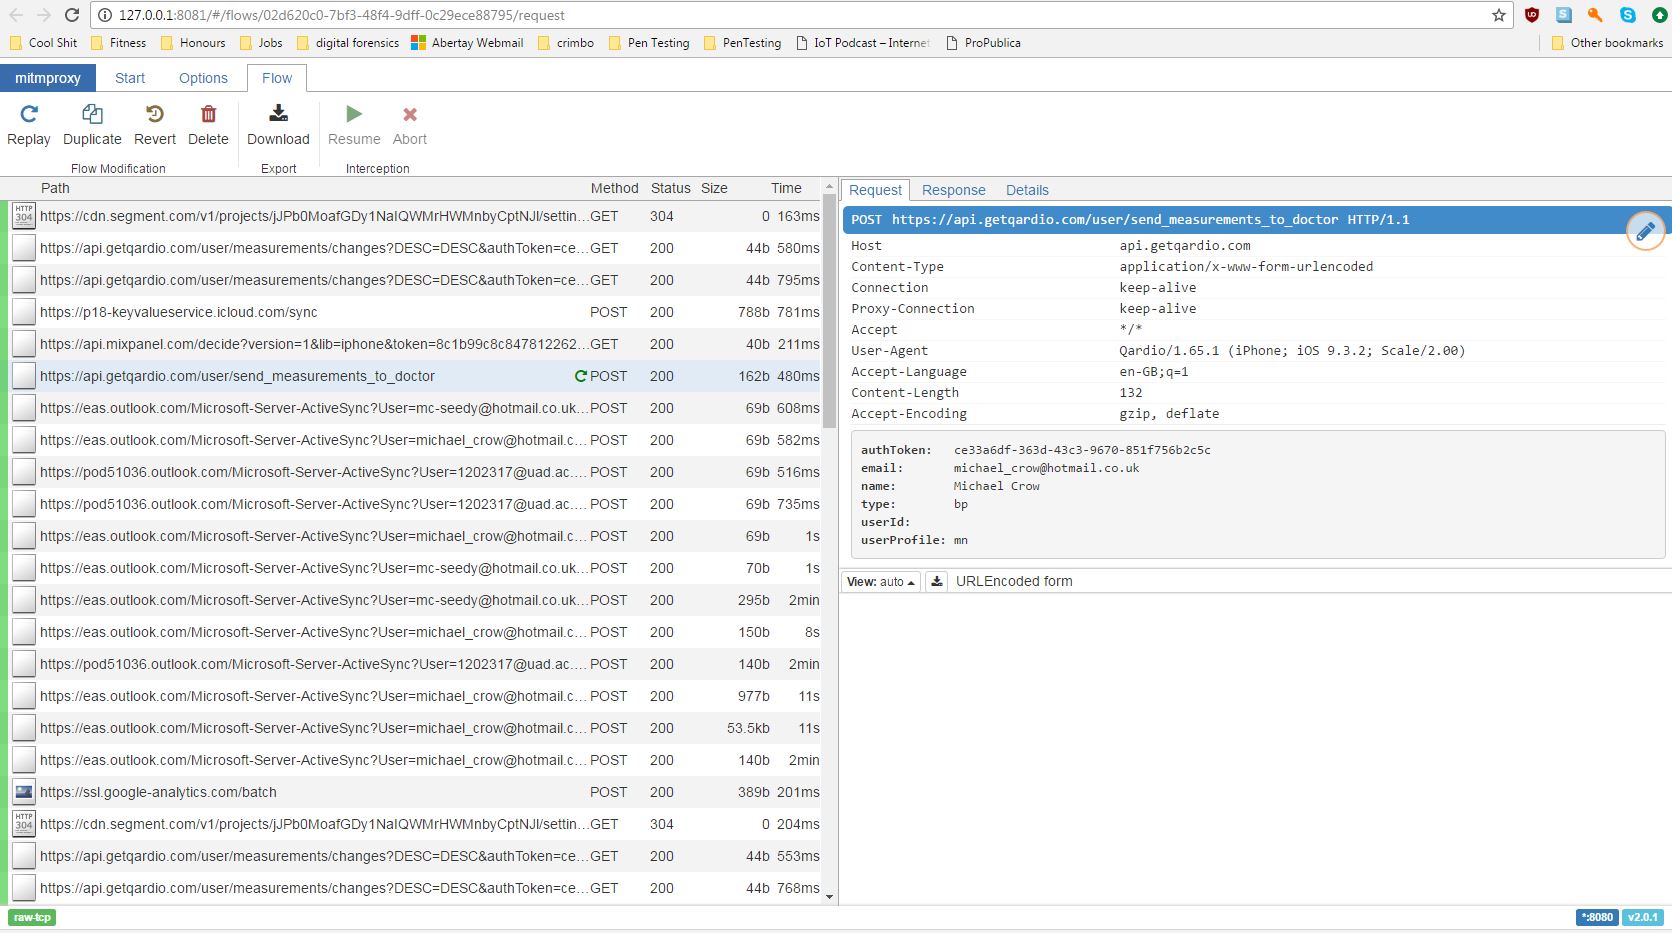 127.0.0.1:8081/#/flows/02d620c0-7bf3-48f4-9dff-0c29ece88795/request
Cool Shit Fitness Honours Jobs digital forensics Abertay Webmail crimbo Pen Testing PenTesting IoT Podcast – Internet ProPublica Other bookmarks
mitmproxy Start Options Flow
Replay Duplicate Revert Delete Download Resume Abort
Flow Modification Export Interception
Path Method Status Size Time
https://cdn.segment.com/v1/projects/jJPb0MoafGDy1NaIQWMrHWMnbyCptNJl/settin... GET 304 0 163ms
https://api.getqardio.com/user/measurements/changes?DESC=DESC&authToken=ce... GET 200 44b 580ms
https://api.getqardio.com/user/measurements/changes?DESC=DESC&authToken=ce... GET 200 44b 795ms
https://p18-keyvalueservice.icloud.com/sync POST 200 788b 781ms
https://api.mixpanel.com/decide?version=1&lib=iphone&token=8c1b99c8c847812262... GET 200 40b 211ms
https://api.getqardio.com/user/send_measurements_to_doctor POST 200 162b 480ms
https://eas.outlook.com/Microsoft-Server-ActiveSync?User=mc-seedy@hotmail.co.uk... POST 200 69b 608ms
https://eas.outlook.com/Microsoft-Server-ActiveSync?User=michael_crow@hotmail.c... POST 200 69b 582ms
https://pod51036.outlook.com/Microsoft-Server-ActiveSync?User=1202317@uad.ac.... POST 200 69b 516ms
https://pod51036.outlook.com/Microsoft-Server-ActiveSync?User=1202317@uad.ac.... POST 200 69b 735ms
https://eas.outlook.com/Microsoft-Server-ActiveSync?User=michael_crow@hotmail.c... POST 200 69b 1s
https://eas.outlook.com/Microsoft-Server-ActiveSync?User=mc-seedy@hotmail.co.uk... POST 200 70b 1s
https://eas.outlook.com/Microsoft-Server-ActiveSync?User=mc-seedy@hotmail.co.uk... POST 200 295b 2min
https://eas.outlook.com/Microsoft-Server-ActiveSync?User=michael_crow@hotmail.c... POST 200 150b 8s
https://pod51036.outlook.com/Microsoft-Server-ActiveSync?User=1202317@uad.ac.... POST 200 140b 2min
https://eas.outlook.com/Microsoft-Server-ActiveSync?User=michael_crow@hotmail.c... POST 200 977b 11s
https://eas.outlook.com/Microsoft-Server-ActiveSync?User=michael_crow@hotmail.c... POST 200 53.5kb 11s
https://eas.outlook.com/Microsoft-Server-ActiveSync?User=michael_crow@hotmail.c... POST 200 140b 2min
https://ssl.google-analytics.com/batch POST 200 389b 201ms
https://cdn.segment.com/v1/projects/jJPb0MoafGDy1NaIQWMrHWMnbyCptNJl/settin... GET 304 0 204ms
https://api.getqardio.com/user/measurements/changes?DESC=DESC&authToken=ce... GET 200 44b 553ms
https://api.getqardio.com/user/measurements/changes?DESC=DESC&authToken=ce... GET 200 44b 768ms
Request Response Details
POST https://api.getqardio.com/user/send_measurements_to_doctor HTTP/1.1
Host api.getqardio.com
Content-Type application/x-www-form-urlencoded
Connection keep-alive
Proxy-Connection keep-alive
Accept */*
User-Agent Qardio/1.65.1 (iPhone; iOS 9.3.2; Scale/2.00)
Accept-Language en-GB;q=1
Content-Length 132
Accept-Encoding gzip, deflate
authToken: ce33a6df-363d-43c3-9670-851f756b2c5c
email: michael_crow@hotmail.co.uk
name: Michael Crow
type: bp
userId:
userProfile: mn
View: auto URLEncoded form
raw-tcp *:8080 v2.0.1